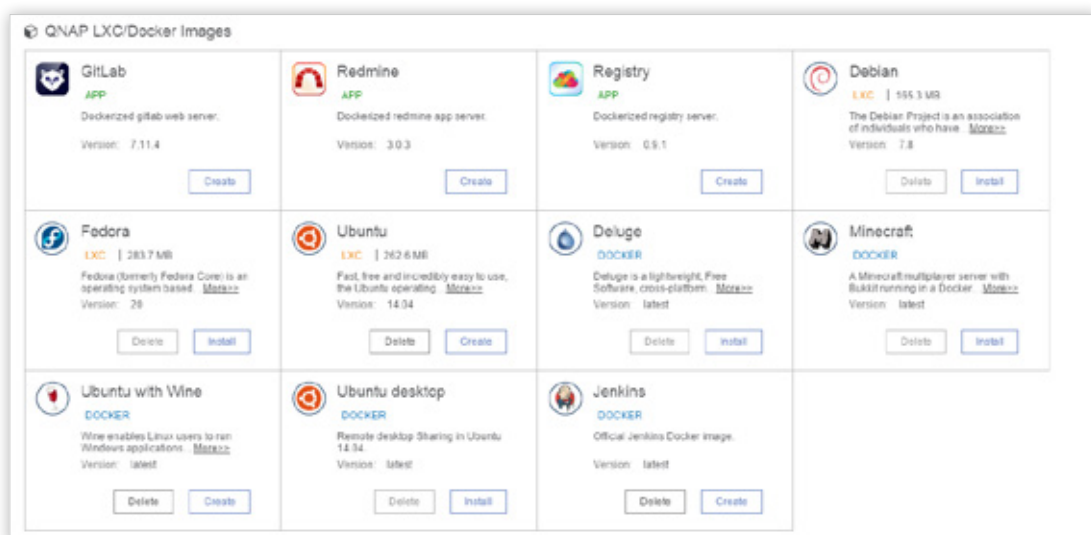 QNAP LXC/Docker Images
GitLab
APP
Dockerized gitlab web server.
Version: 7.11.4
Create
Redmine
APP
Dockerized redmine app server.
Version: 3.0.3
Create
Registry
APP
Dockerized registry server.
Version: 0.9.1
Create
Debian
LXC | 155.3 MB
The Debian Project is an association
of individuals who have... More>>
Version: 7.8
Delete Install
Fedora
LXC | 283.7 MB
Fedora (formerly Fedora Core) is an
operating system based... More>>
Version: 20
Delete Install
Ubuntu
LXC | 262.6 MB
Fast, free and incredibly easy to use,
the Ubuntu operating... More>>
Version: 14.04
Delete Create
Deluge
DOCKER
Deluge is a lightweight, Free
Software, cross-platform... More>>
Version: latest
Delete Install
Minecraft
DOCKER
A Minecraft multiplayer server with
Bukkit running in a Docker... More>>
Version: latest
Delete Install
Ubuntu with Wine
DOCKER
Wine enables Linux users to run
Windows applications... More>>
Version: latest
Delete Create
Ubuntu desktop
DOCKER
Remote desktop Sharing in Ubuntu
14.04.
Version: latest
Delete Install
Jenkins
DOCKER
Official Jenkins Docker image.
Version: latest
Delete Create